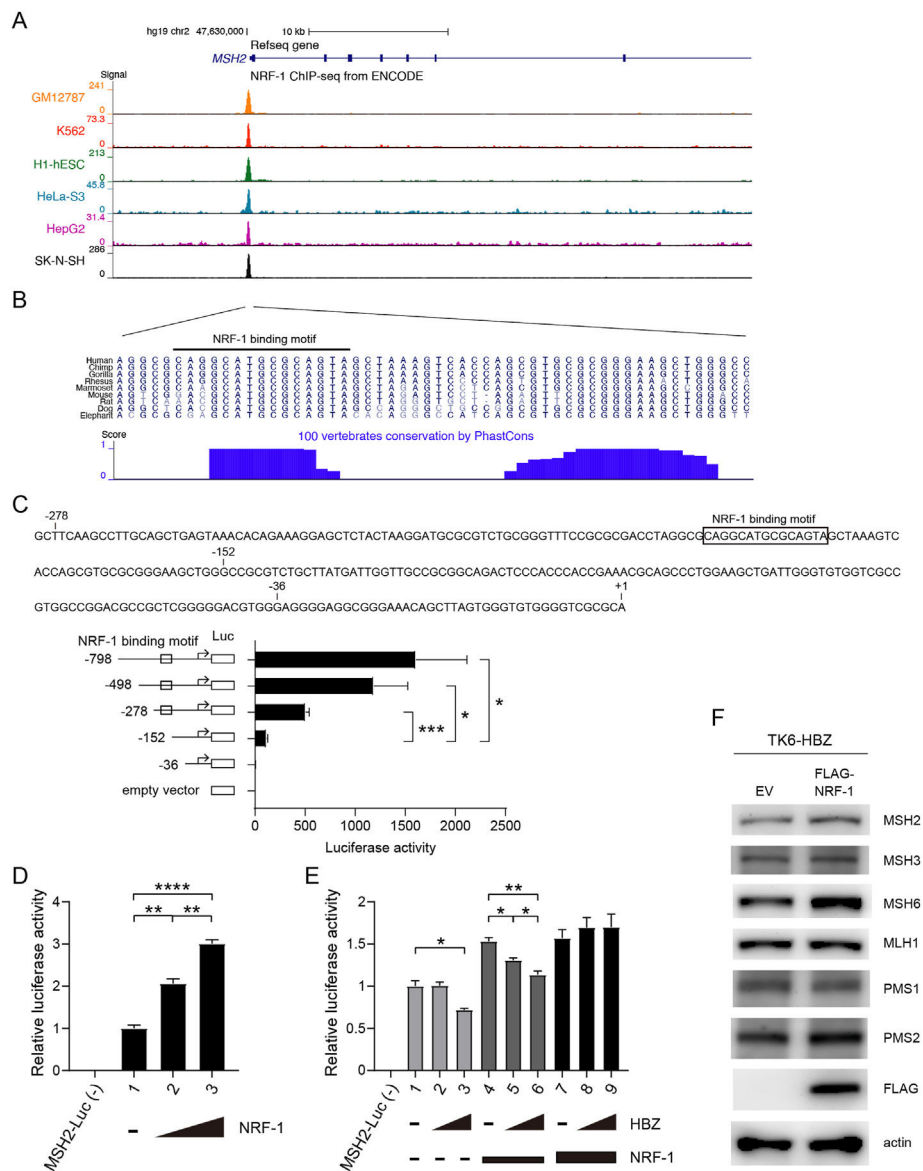 A
hg19 chr2 47,630,000 10 kb
Refseq gene
MSH2
NRF-1 ChIP-seq from ENCODE
Signal
GM12787 241 0
K562 73.3 0
H1-hESC 213 0
HeLa-S3 45.8 0
HepG2 31.4 0
SK-N-SH 286 0
B
NRF-1 binding motif
Human
Chimp
Gorilla
Rhesus
Marmoset
Mouse
Rat
Dog
Elephant
Score
100 vertebrates conservation by PhastCons
1
0
C
-278
NRF-1 binding motif
GCTTCAAGCCTTGCAGCTGAGTAAACACAGAAAGGAGCTCTACTAAGGATGCGCGTCTGCGGGTTTCCGCGCGACCTAGGCGCAGGCATGCGCAGTAGCTAAAGTC
-152
ACCAGCGTGCGCGGGAAGCTGGGCCGCGTCTGCTTATGATTGGTTGCCGCGGCAGACTCCCACCCACCGAAACGCAGCCCTGGAAGCTGATTGGGTGTGGTCGCC
-36 +1
GTGGCCGGACGCCGCTCGGGGGACGTGGGAGGGGAGGCGGGAAACAGCTTAGTGGGTGTGGGGTCGCGCA
NRF-1 binding motif Luc
-798
-498
-278
-152
-36
empty vector
*
*
***
0 500 1000 1500 2000 2500
Luciferase activity
D
Relative luciferase activity
4
3
2
1
0
****
** **
MSH2-Luc (-) 1 2 3
- NRF-1
E
Relative luciferase activity
2
1.5
1
0.5
0
*
**
* *
MSH2-Luc (-) 1 2 3 4 5 6 7 8 9
- - - HBZ
- - - NRF-1
F
TK6-HBZ
EV FLAG-NRF-1
MSH2
MSH3
MSH6
MLH1
PMS1
PMS2
FLAG
actin